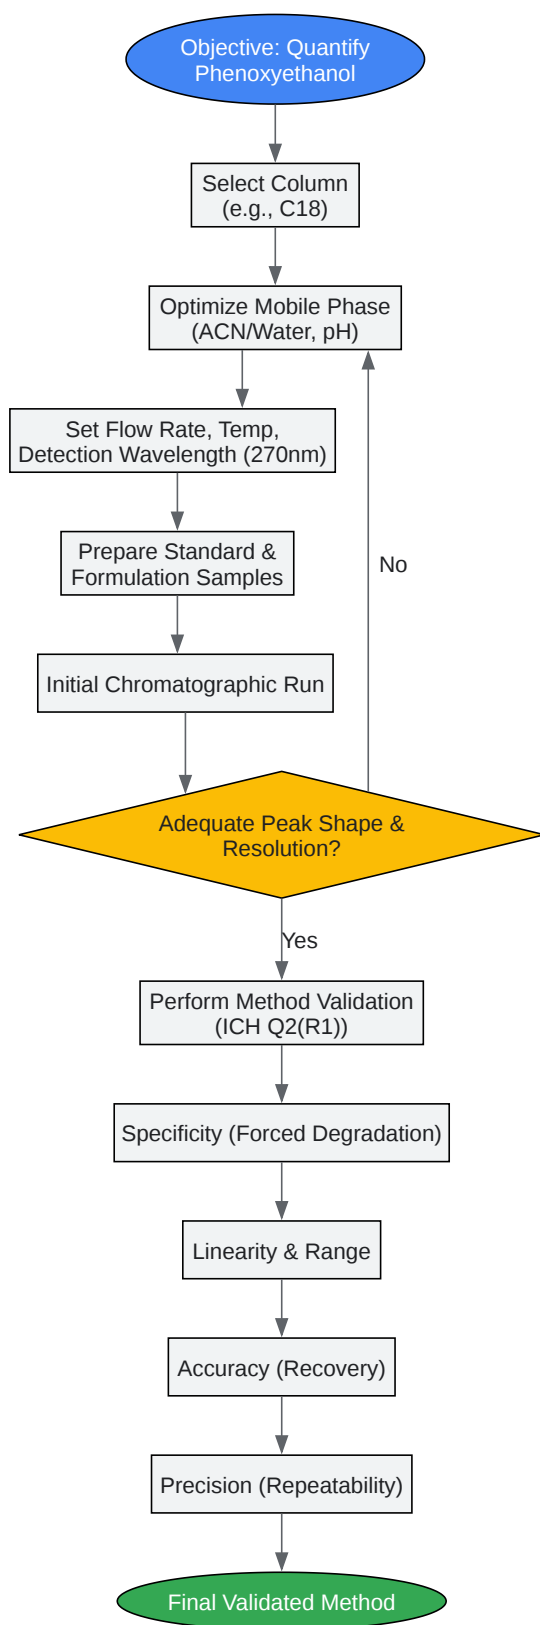 Objective: Quantify
Phenoxyethanol
Select Column
(e.g., C18)
Optimize Mobile Phase
(ACN/Water, pH)
Set Flow Rate, Temp,
Detection Wavelength (270nm)
Prepare Standard &
Formulation Samples
No
Initial Chromatographic Run
Adequate Peak Shape &
Resolution?
Yes
Perform Method Validation
(ICH Q2(R1))
Specificity (Forced Degradation)
Linearity & Range
Accuracy (Recovery)
Precision (Repeatability)
Final Validated Method